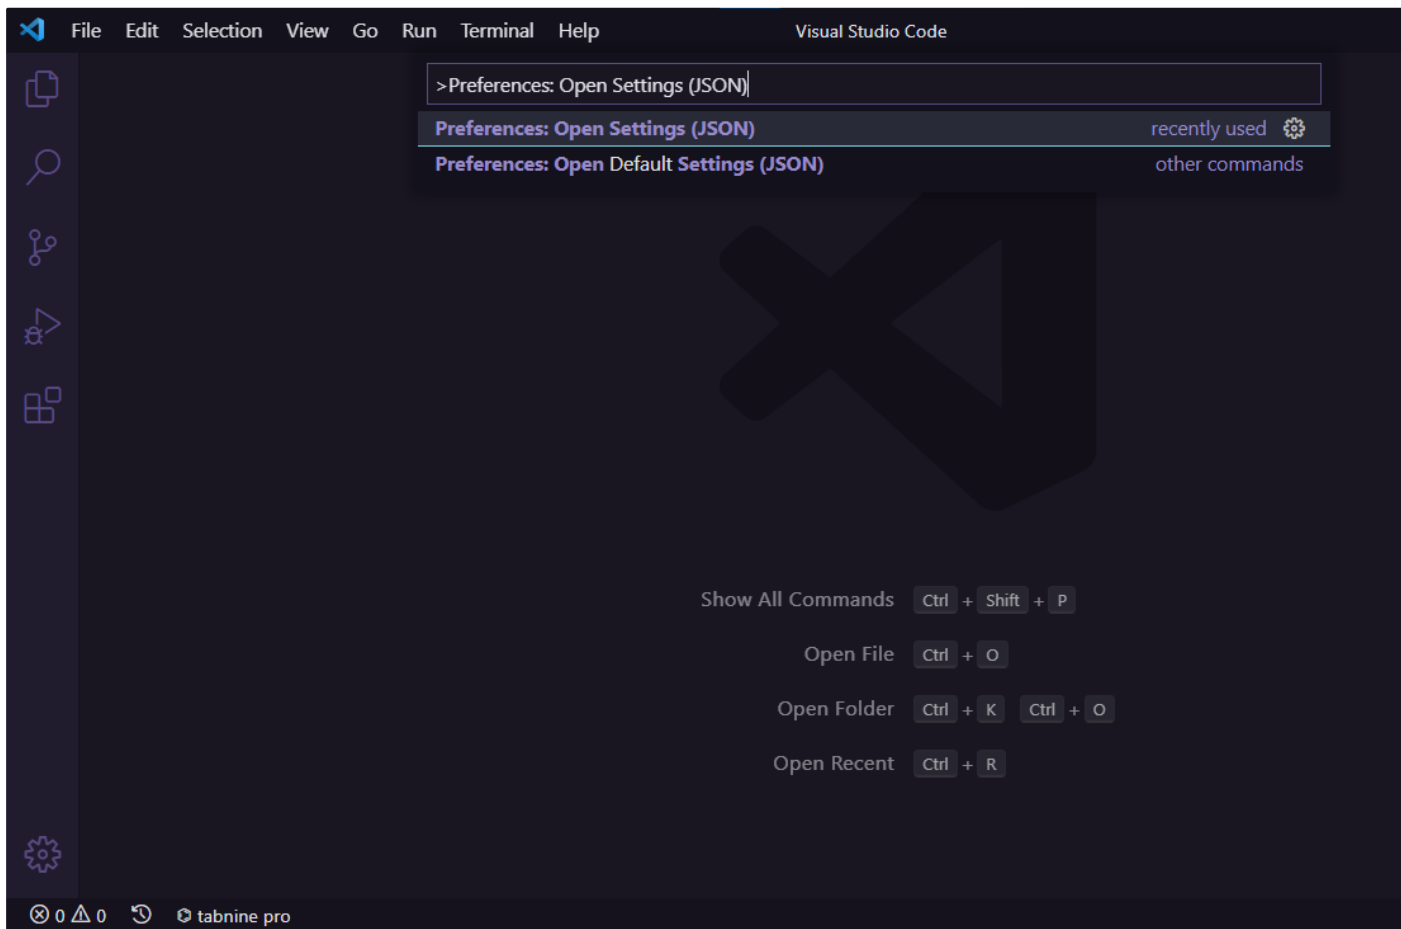 File Edit Selection View Go Run Terminal Help Visual Studio Code
>Preferences: Open Settings (JSON)
Preferences: Open Settings (JSON) recently used
Preferences: Open Default Settings (JSON) other commands
Show All Commands Ctrl + Shift + P
Open File Ctrl + O
Open Folder Ctrl + K Ctrl + O
Open Recent Ctrl + R
0 0 tabnine pro